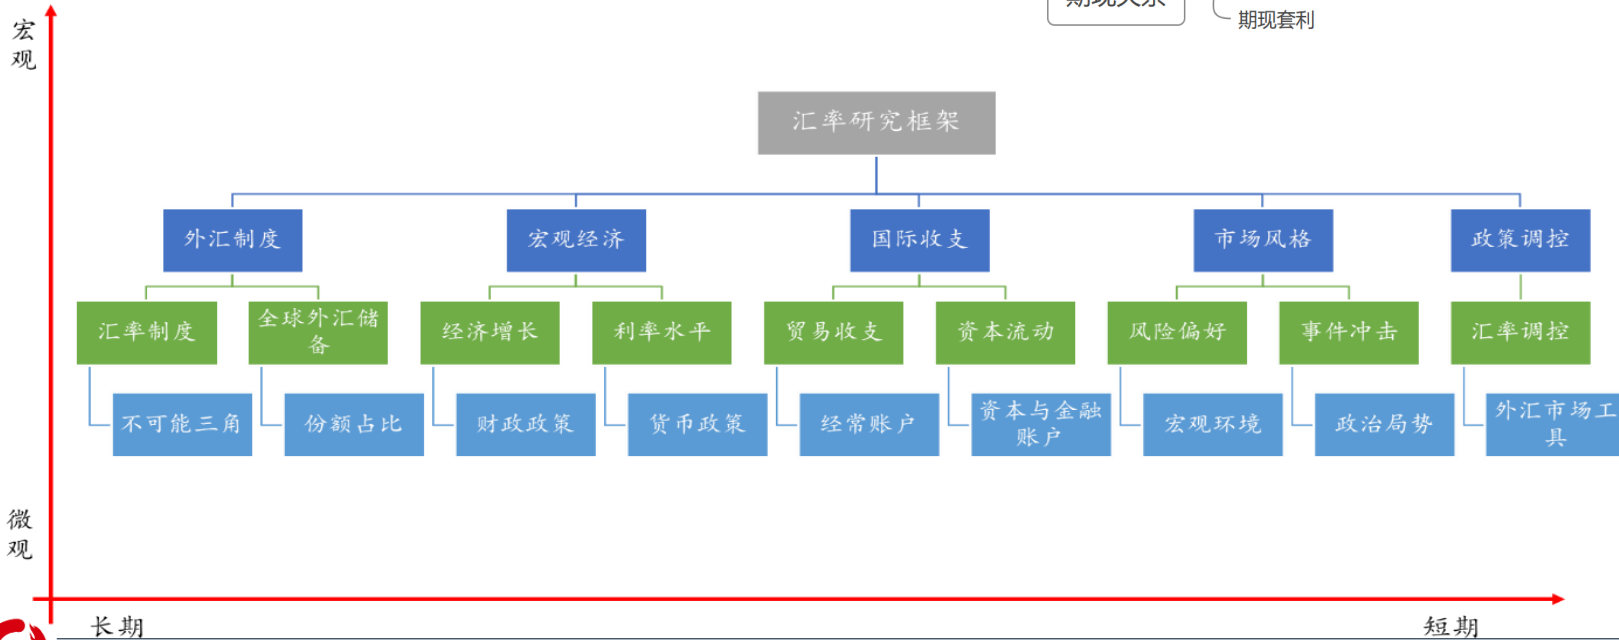 期现关系
期现套利
宏
观
汇率研究框架
外汇制度
宏观经济
国际收支
市场风格
政策调控
汇率制度
全球外汇储
备
经济增长
利率水平
贸易收支
资本流动
风险偏好
事件冲击
汇率调控
不可能三角
份额占比
财政政策
货币政策
经常账户
资本与金融
账户
宏观环境
政治局势
外汇市场工
具
微
观
长期
短期